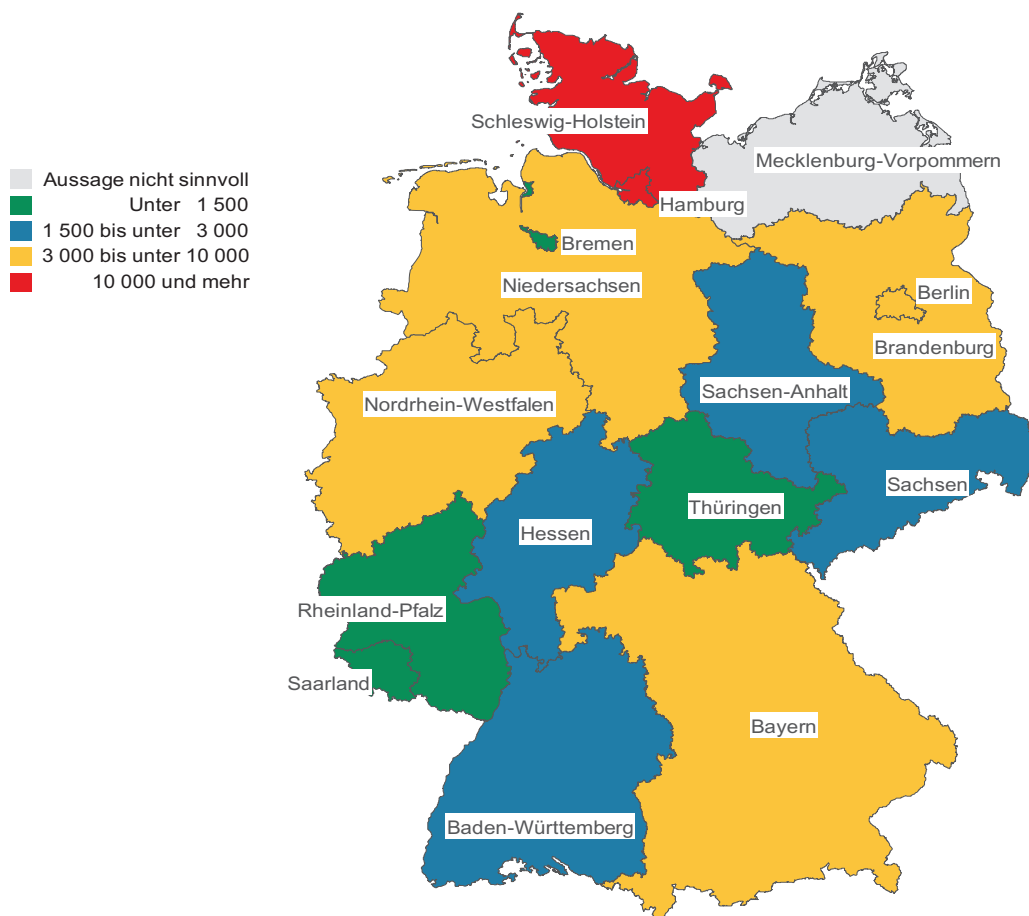 Aussage nicht sinnvoll
Unter 1 500
1 500 bis unter 3 000
3 000 bis unter 10 000
10 000 und mehr
Schleswig-Holstein
Mecklenburg-Vorpommern
Hamburg
Bremen
Niedersachsen
Berlin
Brandenburg
Sachsen-Anhalt
Nordrhein-Westfalen
Sachsen
Thüringen
Hessen
Rheinland-Pfalz
Saarland
Bayern
Baden-Württemberg